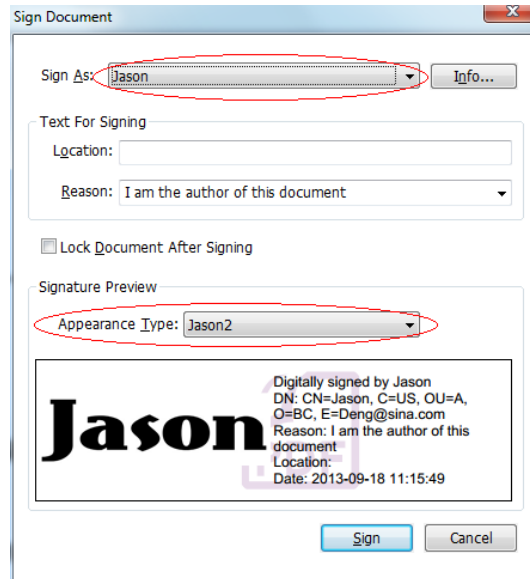 Sign Document
Sign As: Jason Info...
Text For Signing
Location:
Reason: I am the author of this document
Lock Document After Signing
Signature Preview
Appearance Type: Jason2
Jason
Digitally signed by Jason
DN: CN=Jason, C=US, OU=A,
O=BC, E=Deng@sina.com
Reason: I am the author of this
document
Location:
Date: 2013-09-18 11:15:49
Sign Cancel